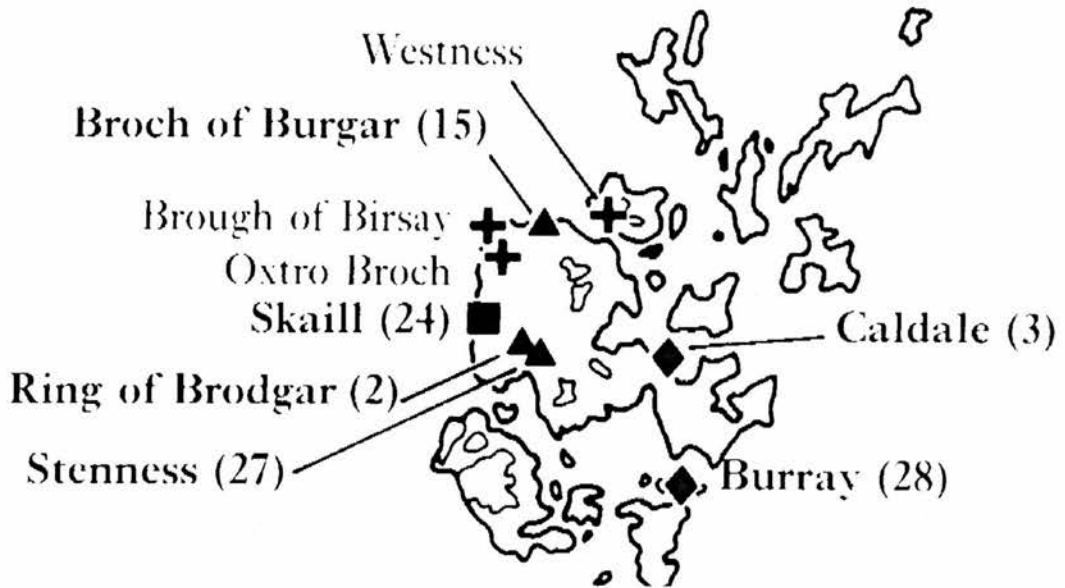 Westness
Broch of Burgar (15)
Brough of Birsay
Oxtro Broch
Skaill (24)
Caldale (3)
Ring of Brodgar (2)
Stenness (27)
Burray (28)